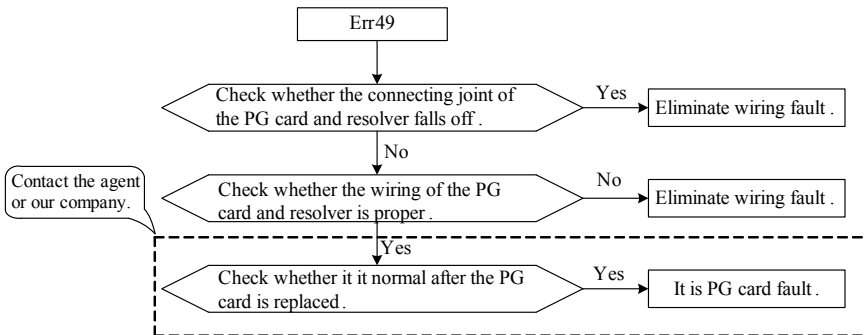 Err49
Check whether the connecting joint of
the PG card and resolver falls off .
Yes
Eliminate wiring fault .
No
Contact the agent
or our company.
Check whether the wiring of the PG
card and resolver is proper .
No
Eliminate wiring fault .
Yes
Check whether it it normal after the PG
card is replaced .
Yes
It is PG card fault .